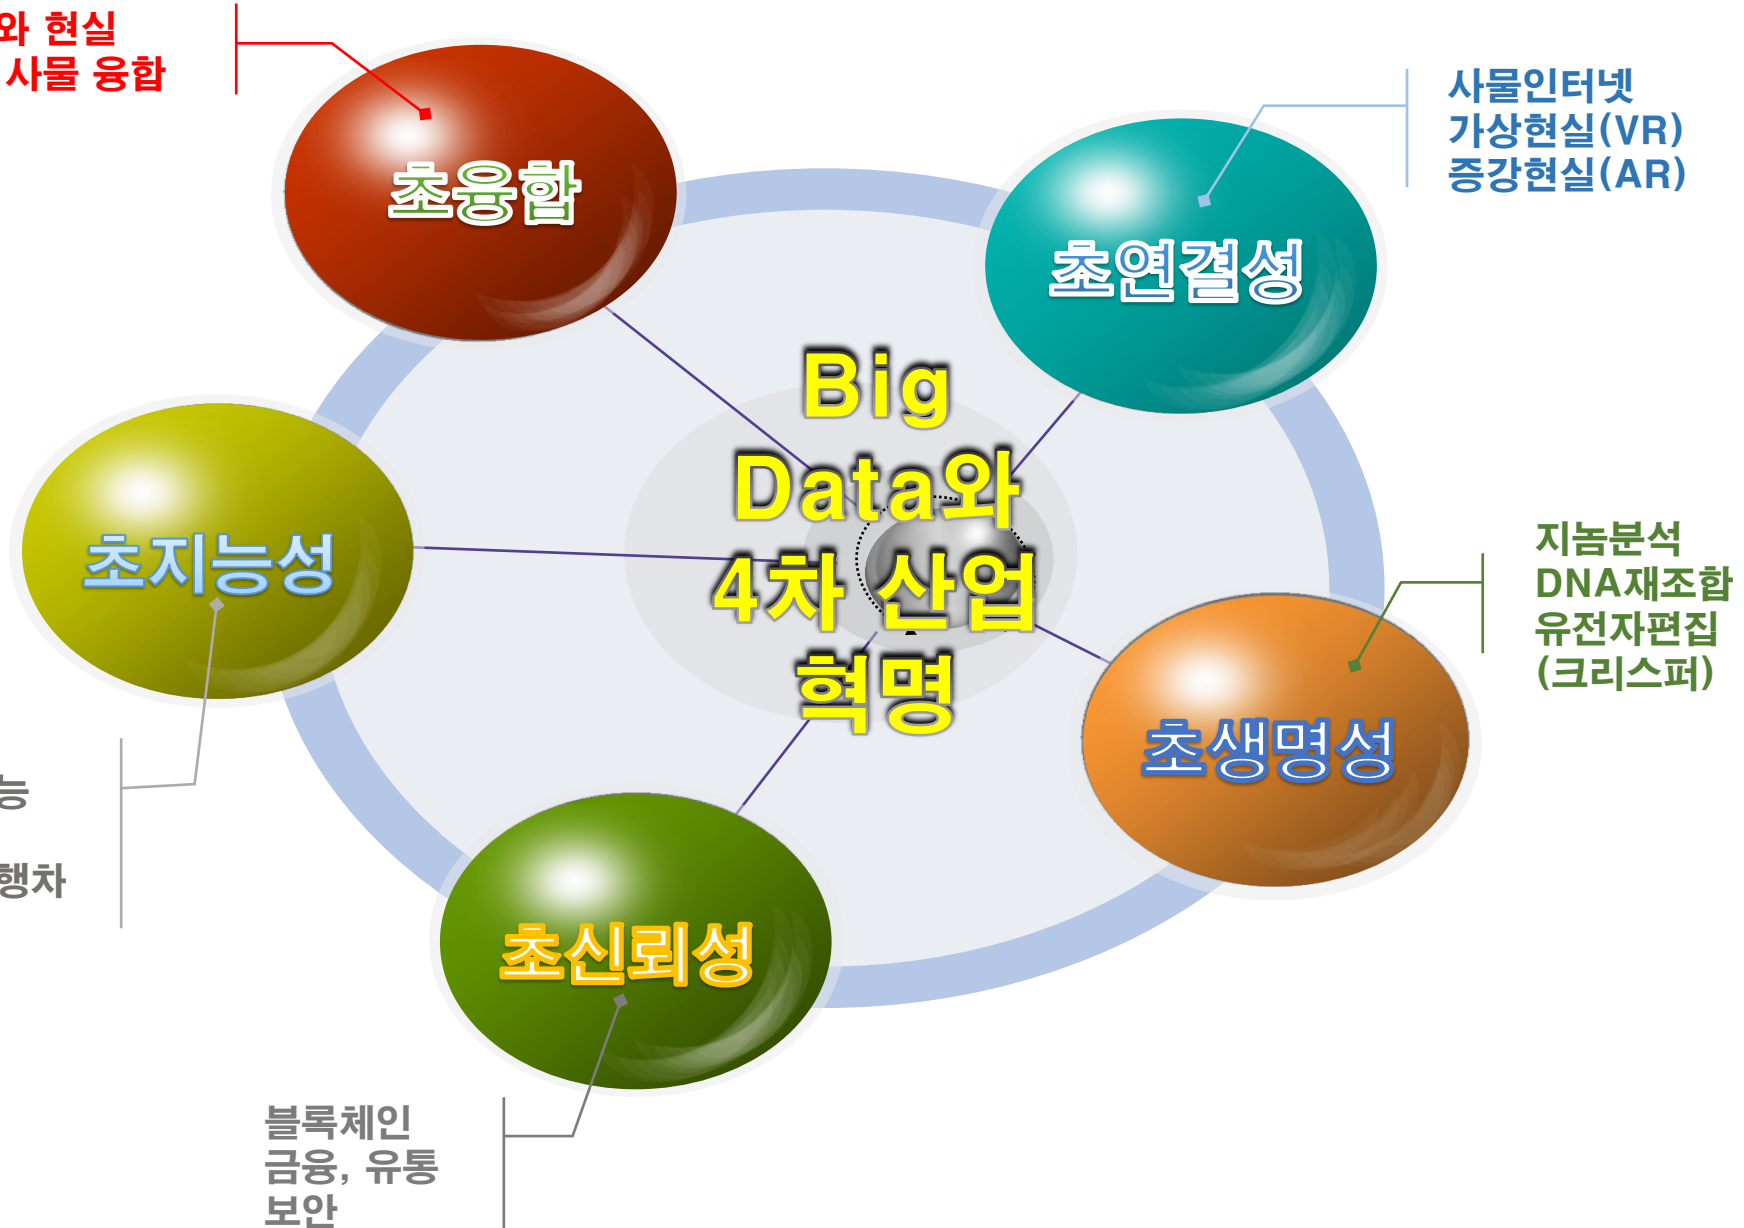 와 현실
사물 융합
초융합
사물인터넷
가상현실(VR)
증강현실(AR)
초연결성
Big
Data와
4차 산업
혁명
초지능성
지놈분석
DNA재조합
유전자편집
(크리스퍼)
초생명성
능
행차
초신뢰성
블록체인
금융, 유통
보안